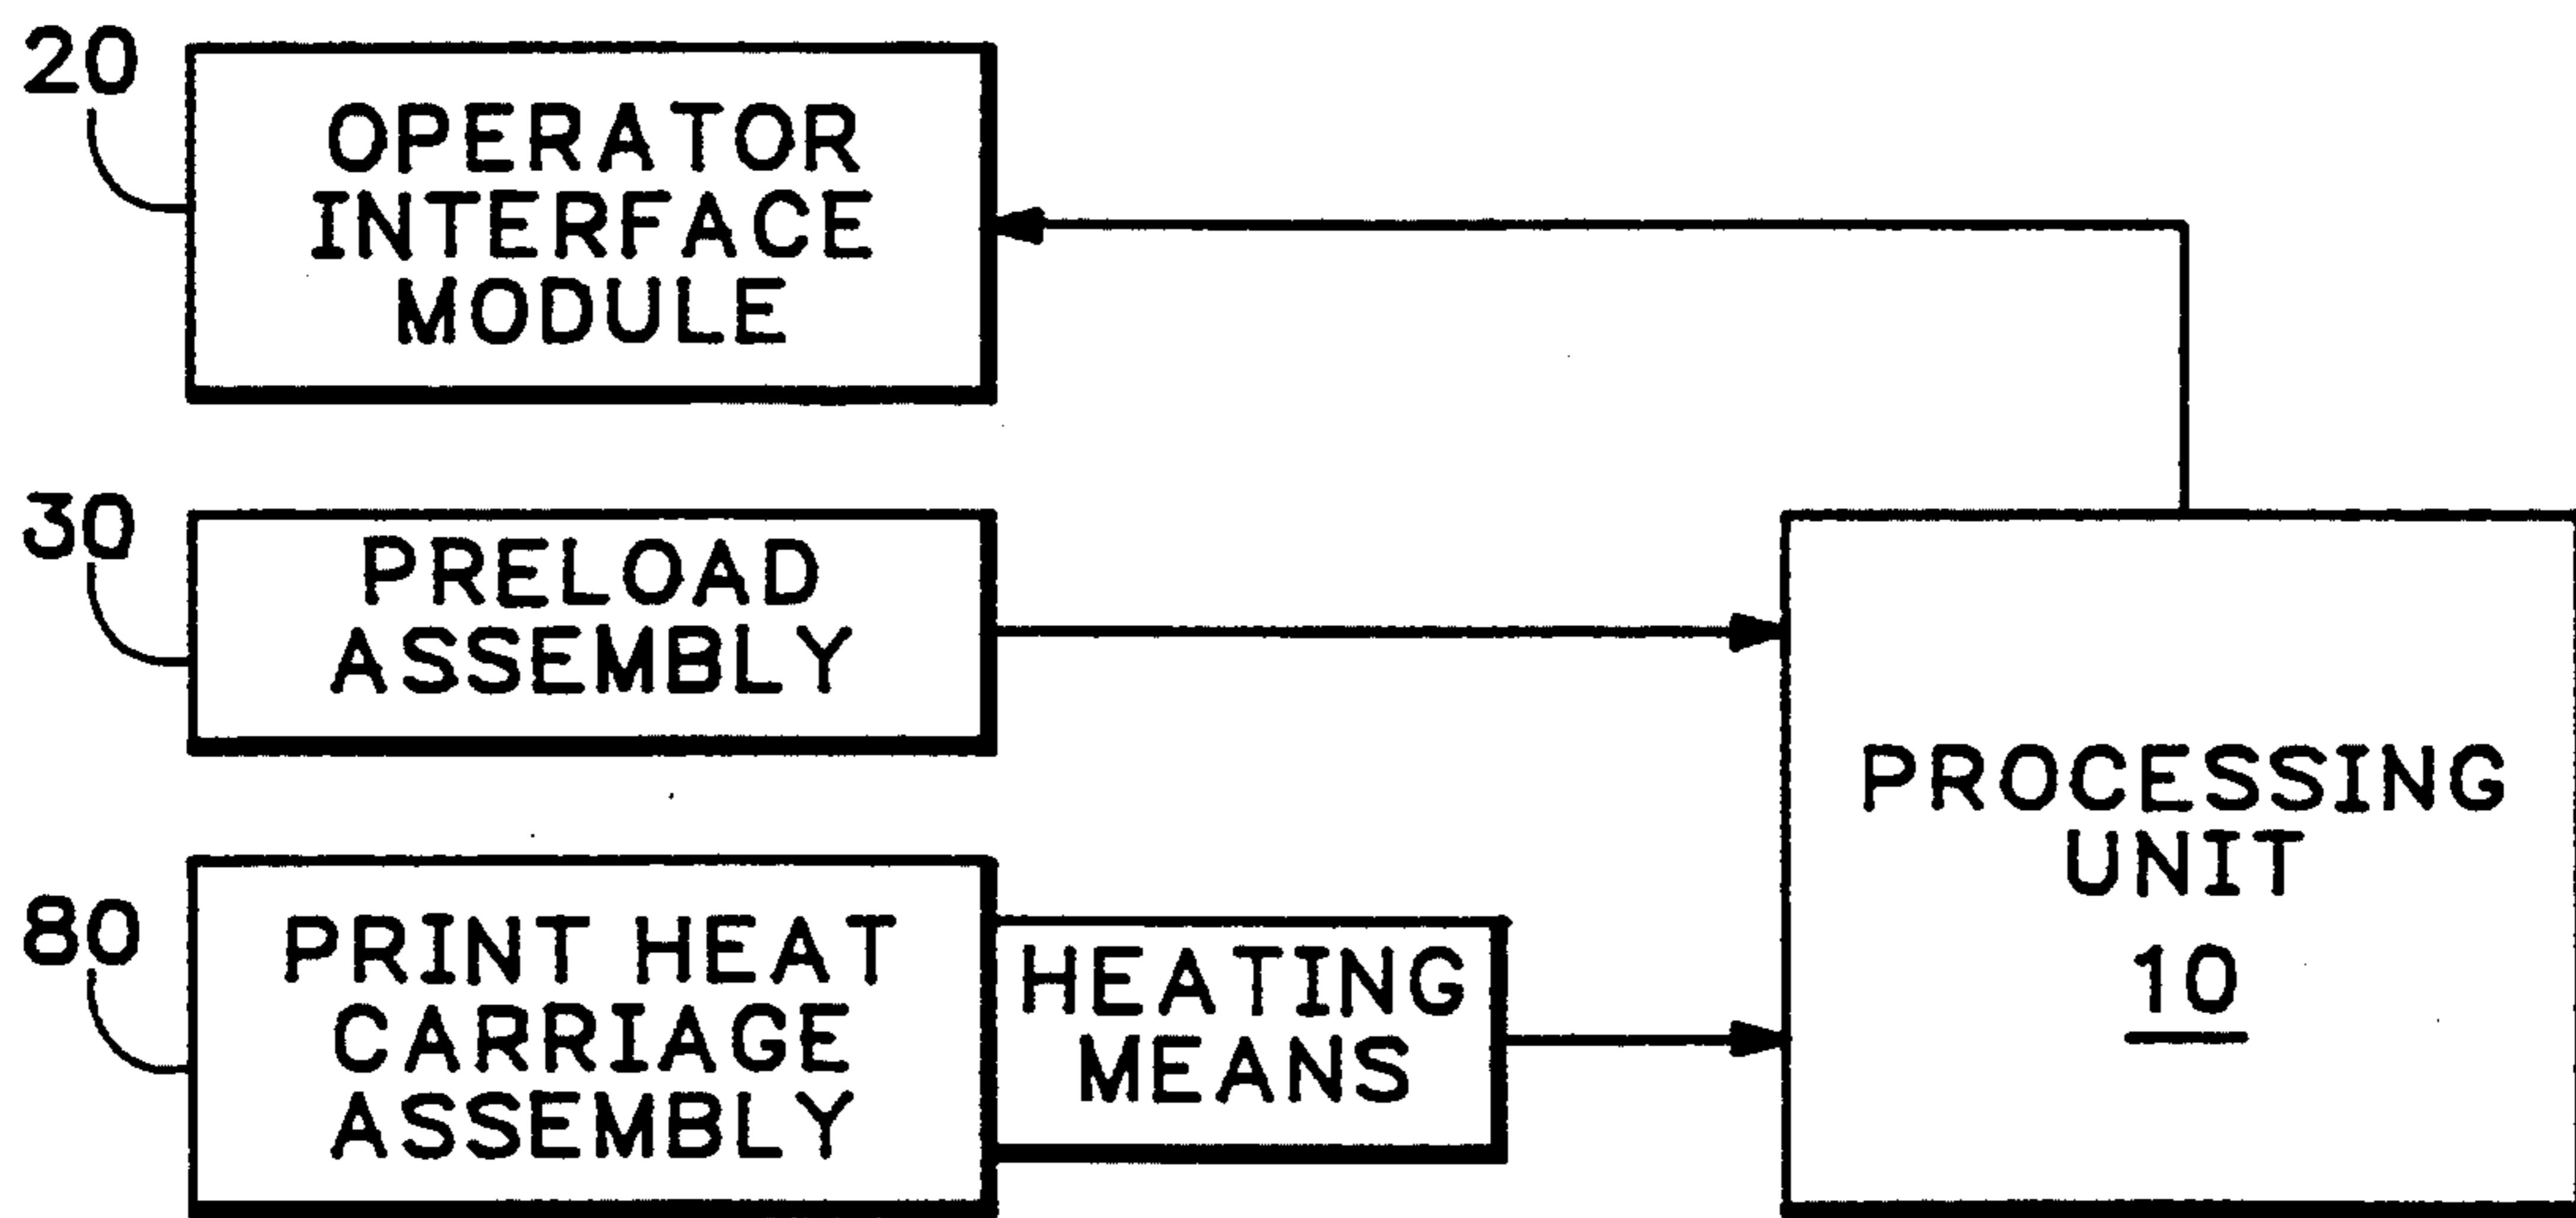 20
OPERATOR
INTERFACE
MODULE
30
PRELOAD
ASSEMBLY
80
PRINT HEAT
CARRIAGE
ASSEMBLY
HEATING
MEANS
PROCESSING
UNIT
10